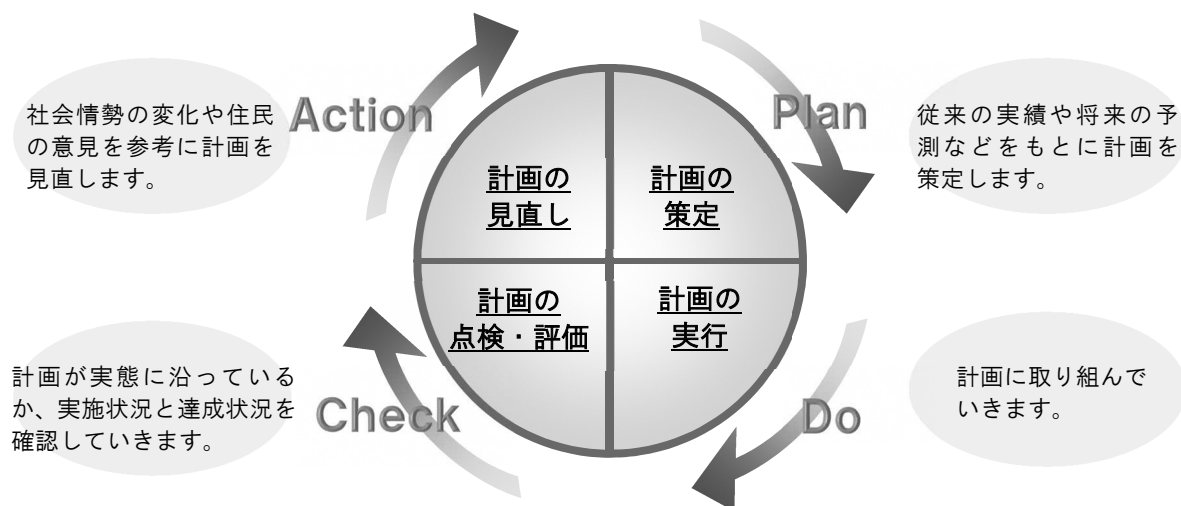 Action
社会情勢の変化や住民
の意見を参考に計画を
見直します。
計画の
見直し
Plan
従来の実績や将来の予
測などをもとに計画を
策定します。
計画の
策定
計画の
点検・評価
Check
計画が実態に沿っている
か、実施状況と達成状況を
確認していきます。
計画の
実行
Do
計画に取り組んで
いきます。